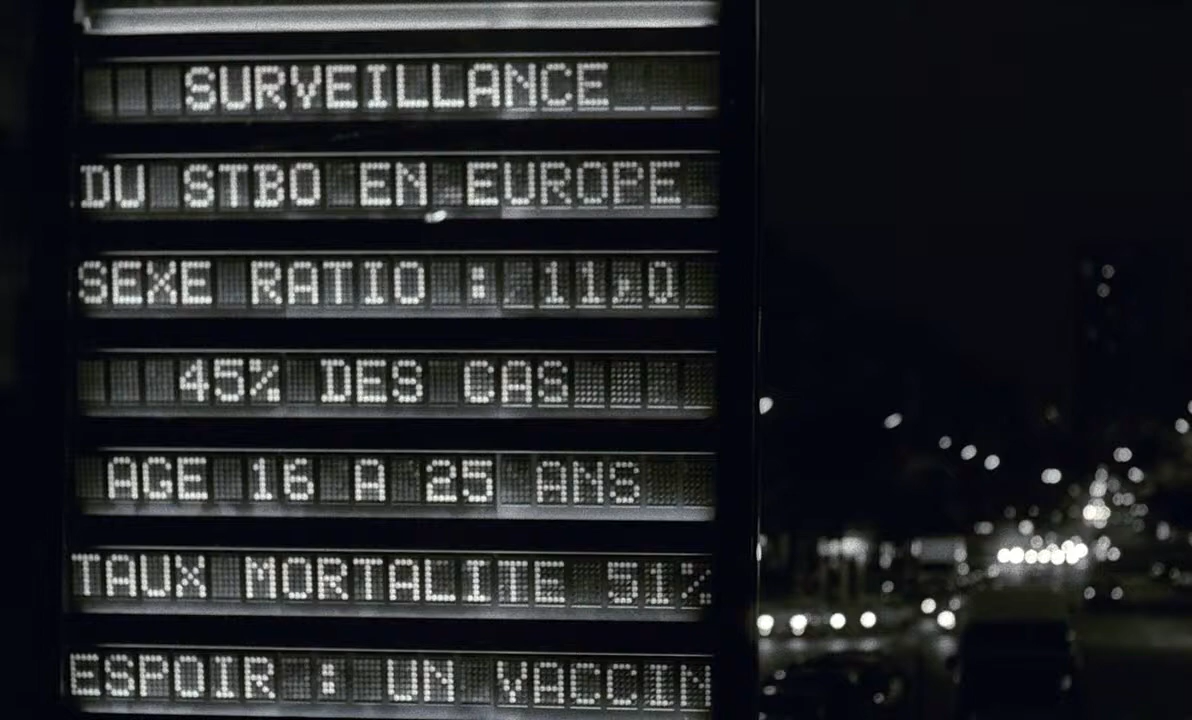 SURVEILLANCE
DU STBO EN EUROPE
SEXE RATIO : 11,0
45% DES CAS
AGE 16 A 25 ANS
TAUX MORTALITE 51%
ESPOIR : UN VACCIN